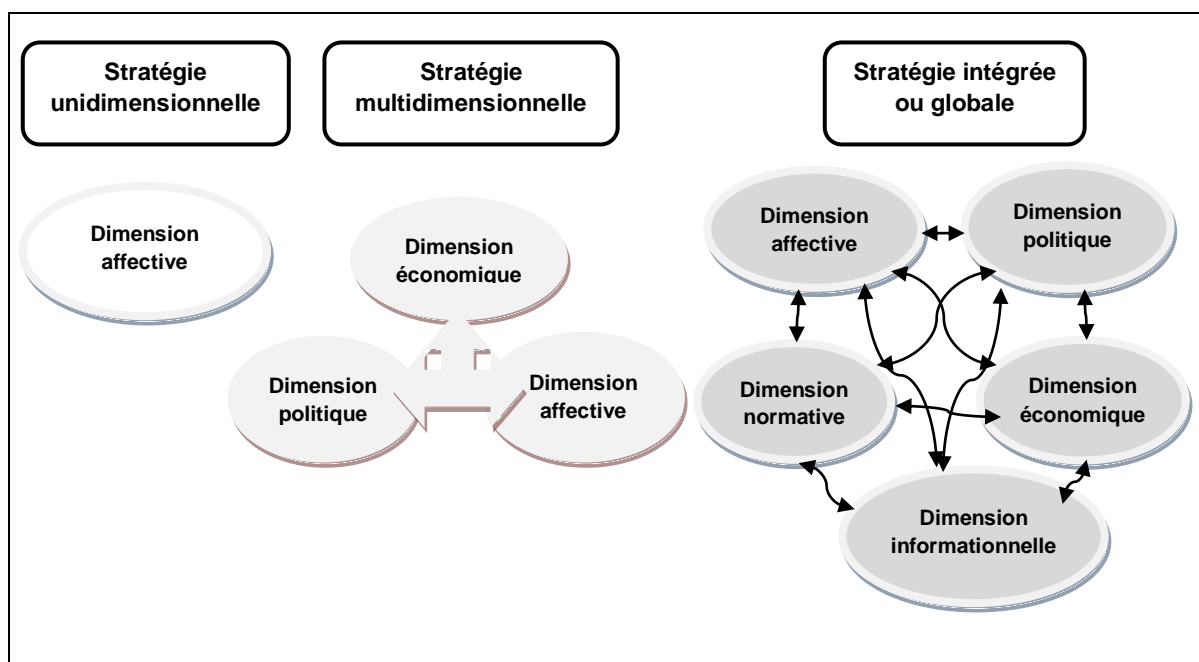 Stratégie
unidimensionnelle
Stratégie
multidimensionnelle
Stratégie intégrée
ou globale
Dimension
affective
Dimension
économique
Dimension
politique
Dimension
affective
Dimension
affective
Dimension
politique
Dimension
normative
Dimension
économique
Dimension
informationnelle